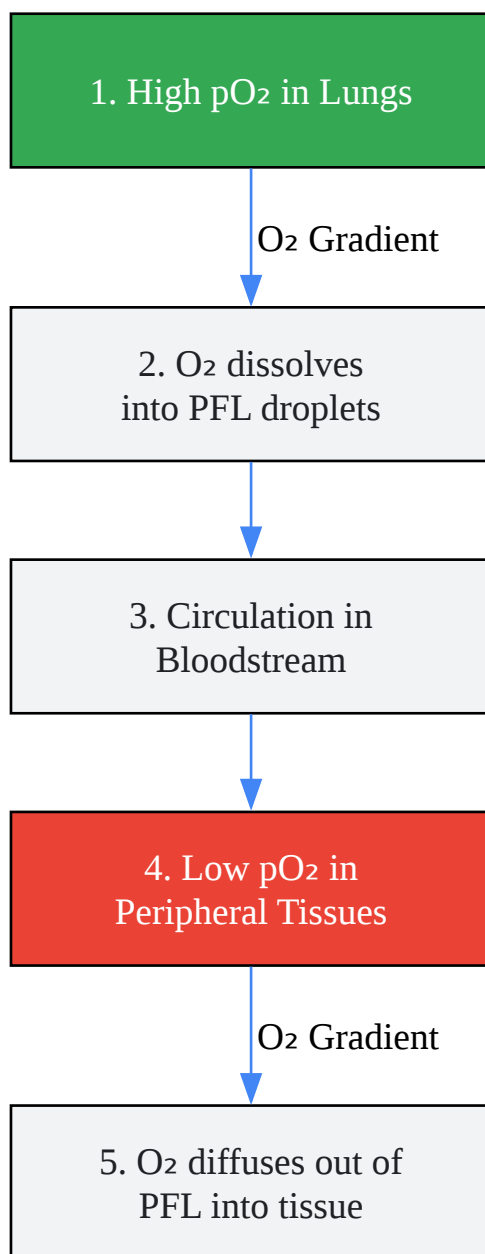 1. High pO₂ in Lungs
O₂ Gradient
2. O₂ dissolves
into PFL droplets
3. Circulation in
Bloodstream
4. Low pO₂ in
Peripheral Tissues
O₂ Gradient
5. O₂ diffuses out of
PFL into tissue